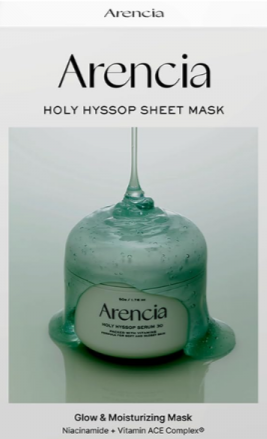 Arencia
Arencia
HOLY HYSSOP SHEET MASK
Arencia
HOLY HYSSOP SERUM 30
Glow & Moisturizing Mask
Niacinamide + Vitamin ACE Complex®